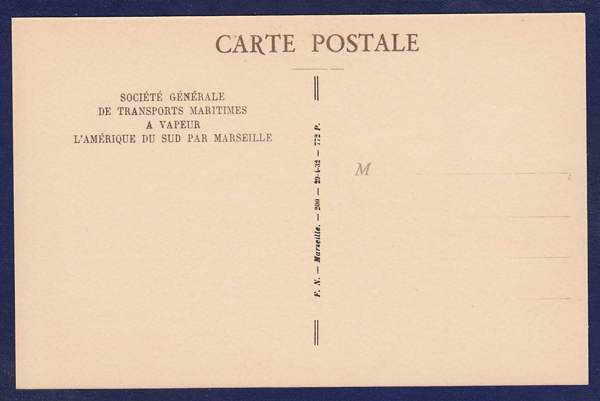 CARTE POSTALE
SOCIÉTÉ GÉNÉRALE
DE TRANSPORTS MARITIMES
A VAPEUR
L'AMÉRIQUE DU SUD PAR MARSEILLE
F. N. — Marseille. — 200 — 29-4-32 — 772 P.
M